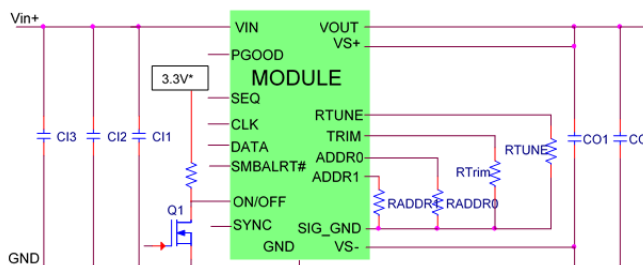 Vin+
VIN
VOUT
VS+
PGOOD
MODULE
3.3V*
SEQ
RTUNE
CLK
TRIM
CI3
CI2
CI1
DATA
RTUNE
CO1
CO
SMBALRT#
ADDR0
RTrim
ADDR1
ON/OFF
RADDR1
RADDR0
Q1
SYNC
SIG_GND
GND
VS-
GND